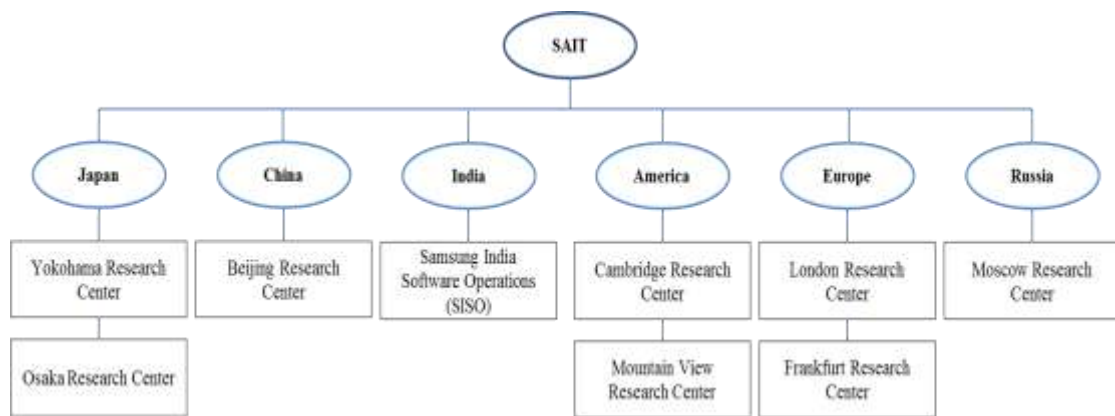 SAIT
Japan
China
India
America
Europe
Russia
Yokohama Research
Center
Beijing Research
Center
Samsung India
Software Operations
(SISO)
Cambridge Research
Center
London Research
Center
Moscow Research
Center
Osaka Research Center
Mountain View
Research Center
Frankfurt Research
Center